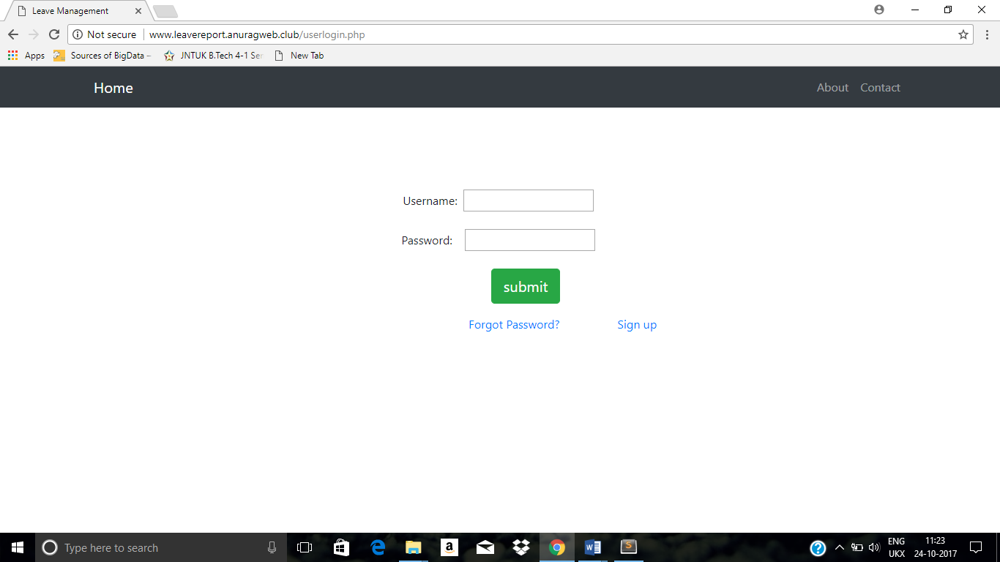 Leave Management
Not secure www.leavereport.anuragweb.club/userlogin.php
Apps Sources of BigData – JNTUK B.Tech 4-1 Ser New Tab
Home About Contact
Username:
Password:
submit
Forgot Password? Sign up
Type here to search
ENG 11:23
UKX 24-10-2017